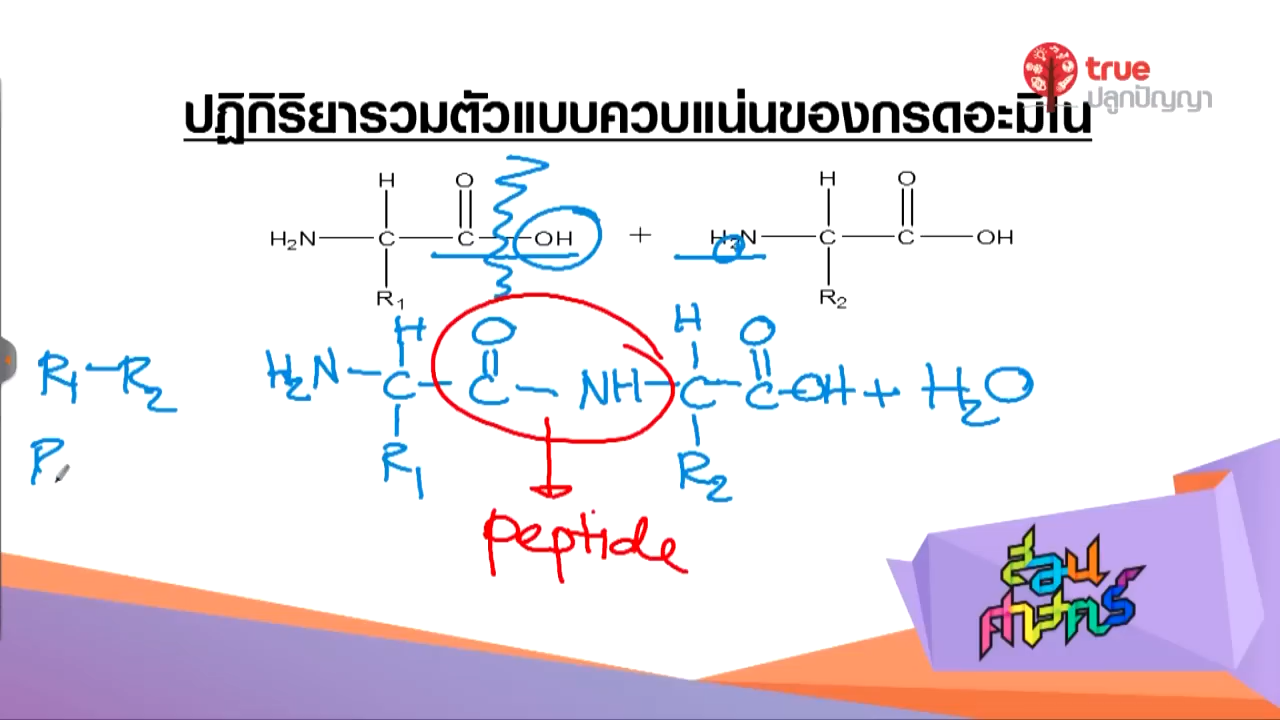 true
ปลูกปัญญา
ปฏิกิริยารวมตัวแบบควบแน่นของกรดอะมิโน
H O H O
H₂N C C OH + H₂N C C OH
R₁ R₂
H O H O
R₁-R₂ H₂N-C-C-NH-C-C-OH + H₂O
R₁ R₂
peptide
สอน
ศาสตร์